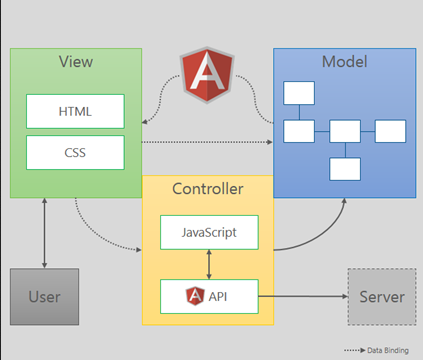 View
Model
HTML
CSS
Controller
JavaScript
API
User
Server
Data Binding